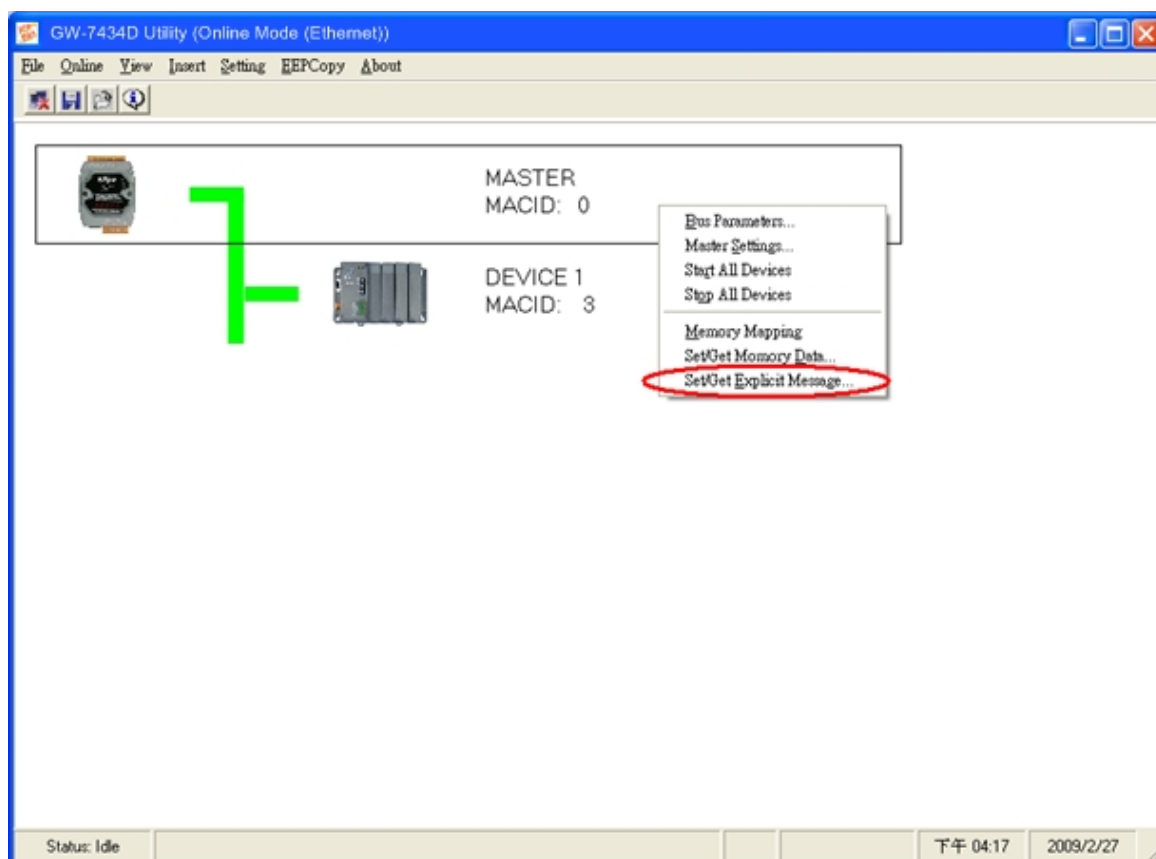 GW-7434D Utility (Online Mode (Ethernet))
File Online View Insert Setting EEPCopy About
MASTER
MACID: 0
DEVICE 1
MACID: 3
Bus Parameters...
Master Settings...
Start All Devices
Stop All Devices
Memory Mapping
Set/Get Momory Data...
Set/Get Explicit Message...
Status: Idle 下午 04:17 2009/2/27